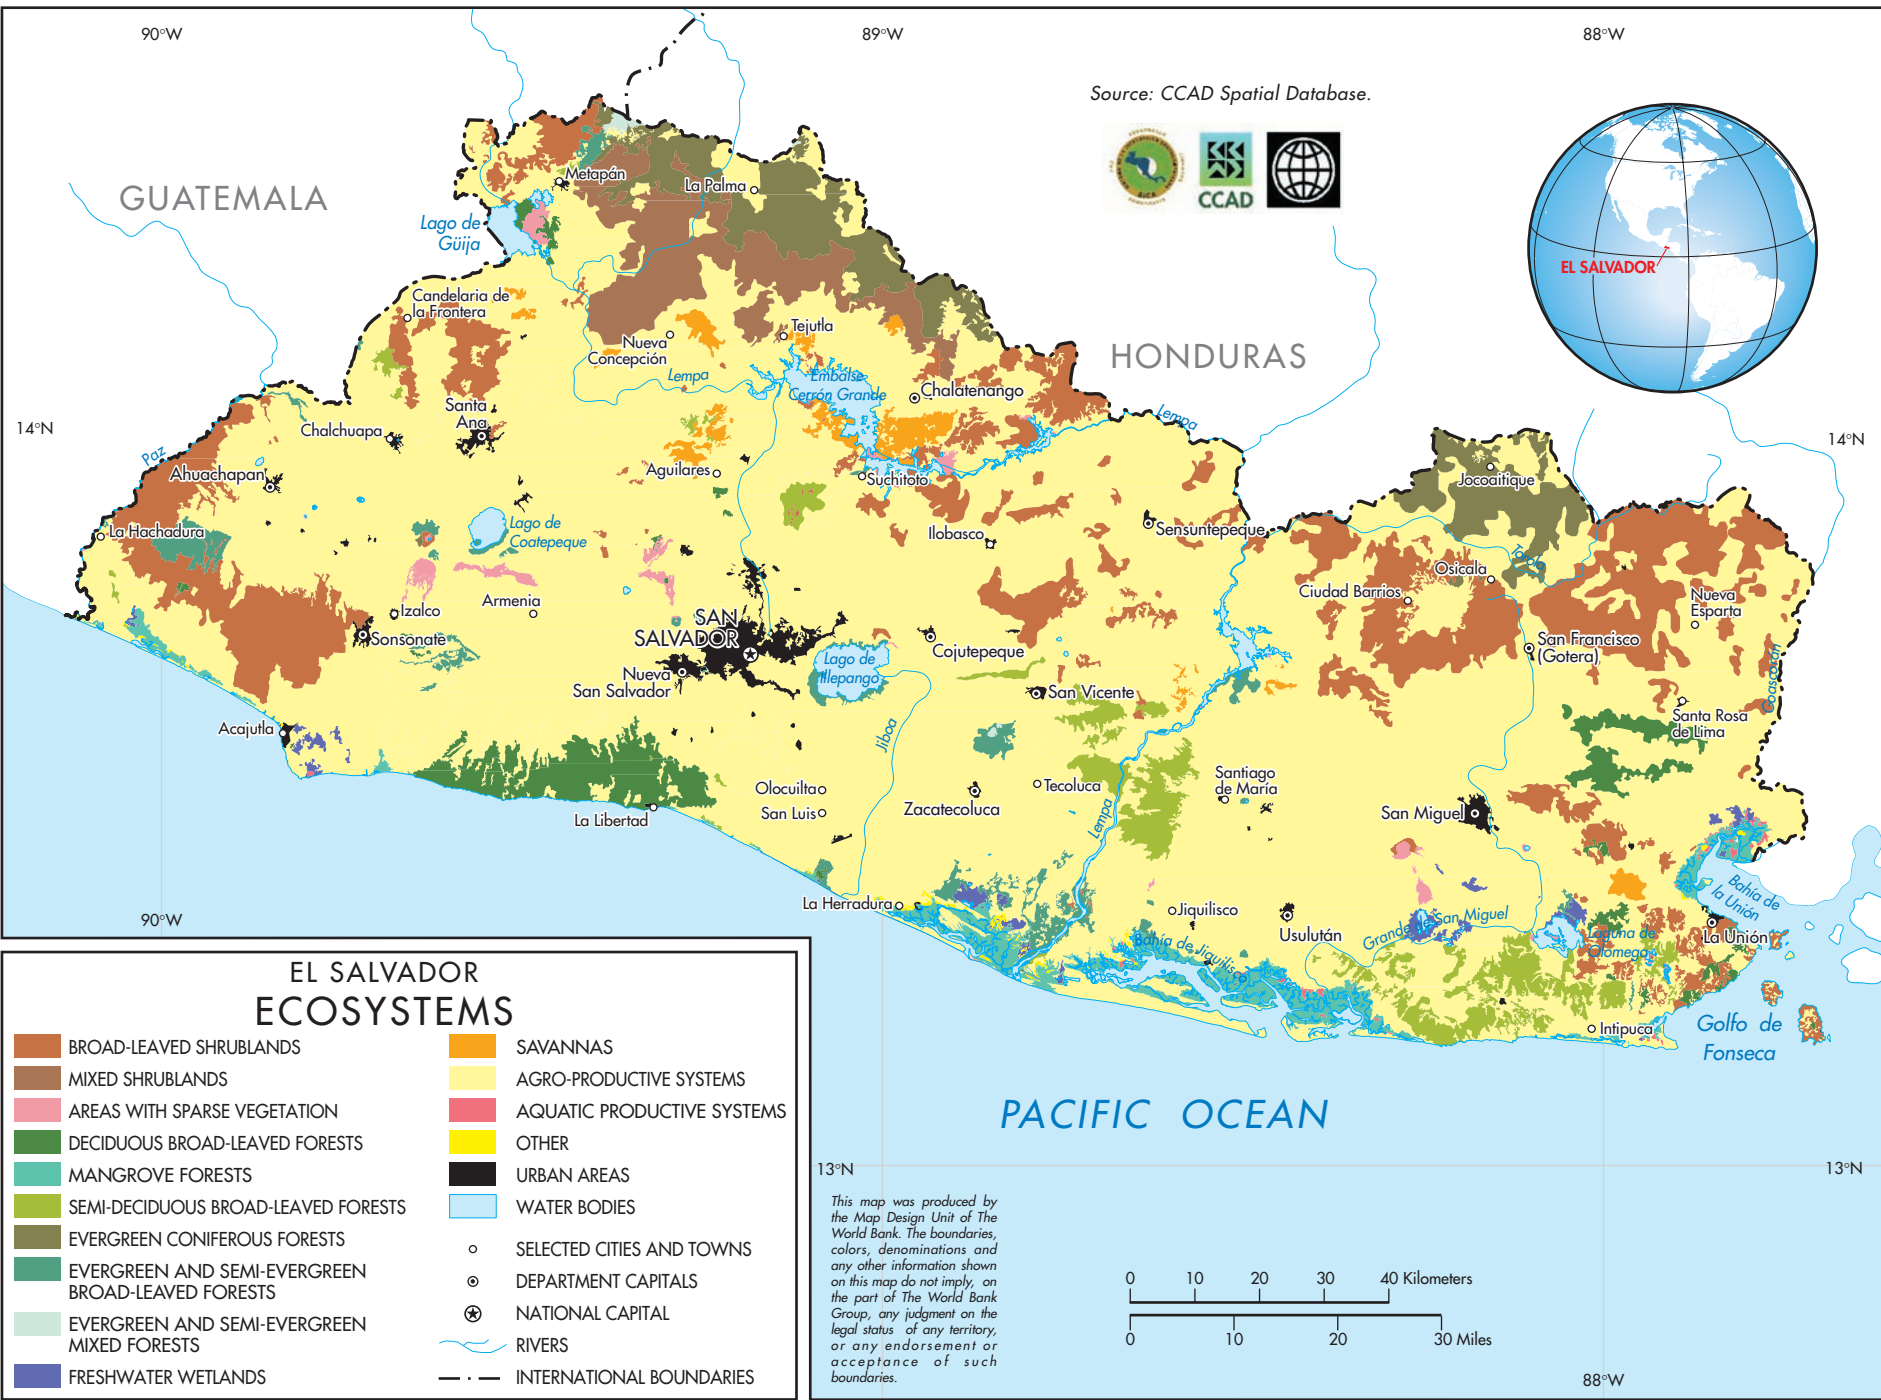 90°W
89°W
88°W
Source: CCAD Spatial Database.
CCAD
GUATEMALA
HONDURAS
EL SALVADOR
Metapán
La Palma
Lago de
Güija
Candelaria de
la Frontera
Nueva
Concepción
Tejutla
Lempa
Embalse
Cerrón Grande
Chalatenango
Lempa
14°N
14°N
Santa
Ana
Chalchuapa
Paz
Ahuachapan
Aguilares
Suchitoto
Jocoaitique
La Hachadura
Lago de
Coatepeque
Ilobasco
Sensuntepeque
Torola
Osicala
Ciudad Barrios
Nueva
Esparta
Izalco
Armenia
Sonsonate
SAN
SALVADOR
Cojutepeque
San Francisco
(Gotera)
Goascorán
Nueva
San Salvador
Lago de
Illepango
San Vicente
Santa Rosa
de Lima
Acajutla
Jiboa
Olocuilta
San Luis
Zacatecoluca
Tecoluca
Lempa
Santiago
de María
San Miguel
La Libertad
La Herradura
Jiquilisco
Usulután
Grande de San Miguel
Bahía de
la Unión
La Unión
Laguna de
Olomega
Bahía de Jiquilisco
Intipuca
Golfo de
Fonseca
90°W
PACIFIC OCEAN
13°N
13°N
88°W
EL SALVADOR
ECOSYSTEMS
BROAD-LEAVED SHRUBLANDS
MIXED SHRUBLANDS
AREAS WITH SPARSE VEGETATION
DECIDUOUS BROAD-LEAVED FORESTS
MANGROVE FORESTS
SEMI-DECIDUOUS BROAD-LEAVED FORESTS
EVERGREEN CONIFEROUS FORESTS
EVERGREEN AND SEMI-EVERGREEN
BROAD-LEAVED FORESTS
EVERGREEN AND SEMI-EVERGREEN
MIXED FORESTS
FRESHWATER WETLANDS
SAVANNAS
AGRO-PRODUCTIVE SYSTEMS
AQUATIC PRODUCTIVE SYSTEMS
OTHER
URBAN AREAS
WATER BODIES
SELECTED CITIES AND TOWNS
DEPARTMENT CAPITALS
NATIONAL CAPITAL
RIVERS
INTERNATIONAL BOUNDARIES
This map was produced by
the Map Design Unit of The
World Bank. The boundaries,
colors, denominations and
any other information shown
on this map do not imply, on
the part of The World Bank
Group, any judgment on the
legal status of any territory,
or any endorsement or
acceptance of such
boundaries.
0 10 20 30 40 Kilometers
0 10 20 30 Miles